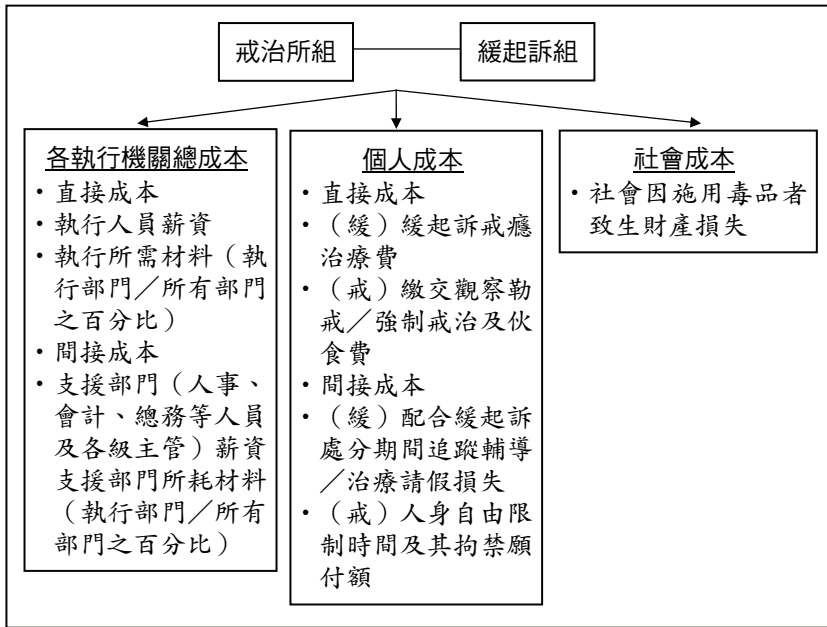 戒治所組
緩起訴組
各執行機關總成本
・直接成本
・執行人員薪資
・執行所需材料（執
行部門／所有部門
之百分比）
・間接成本
・支援部門（人事、
會計、總務等人員
及各級主管）薪資
支援部門所耗材料
（執行部門／所有
部門之百分比）
個人成本
・直接成本
・（緩）緩起訴戒癮
治療費
・（戒）繳交觀察勒
戒／強制戒治及伙
食費
・間接成本
・（緩）配合緩起訴
處分期間追蹤輔導
／治療請假損失
・（戒）人身自由限
制時間及其拘禁願
付額
社會成本
・社會因施用毒品者
致生財產損失